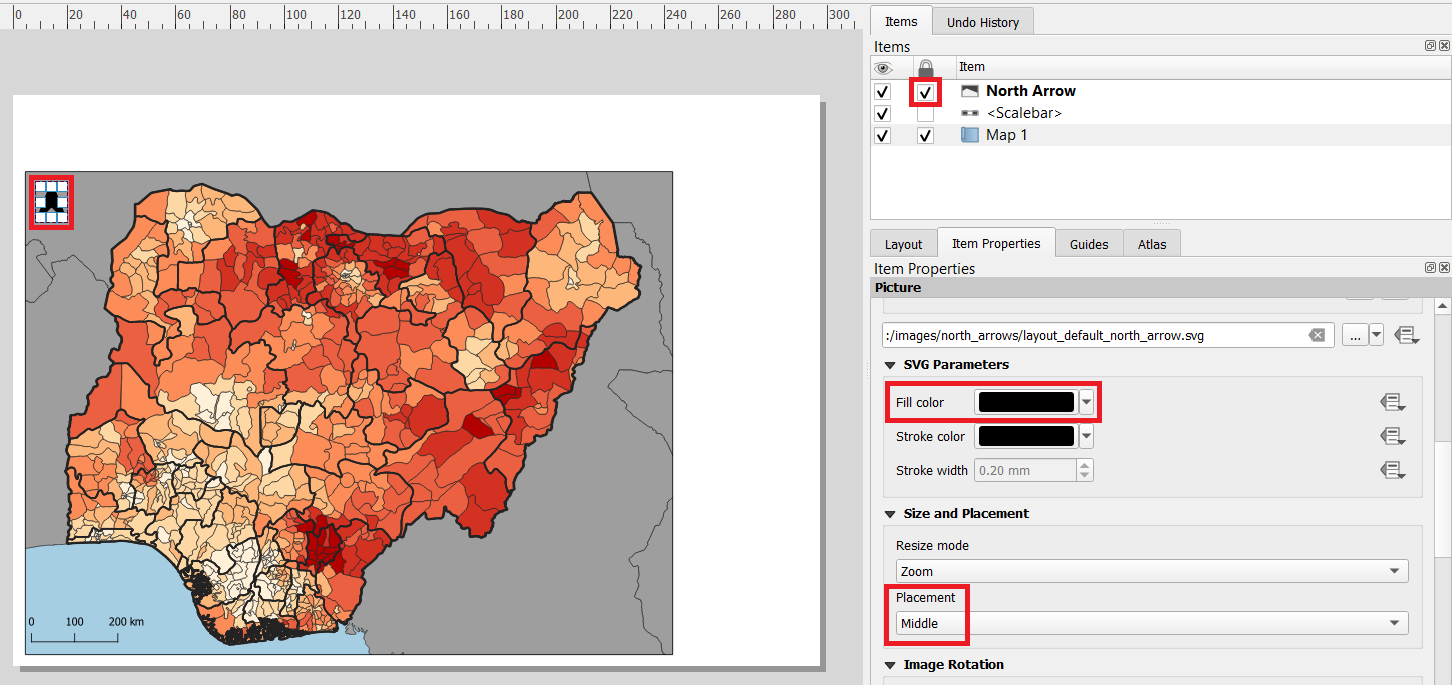 0 20 40 60 80 100 120 140 160 180 200 220 240 260 280 300
Items Undo History
Items
Item
North Arrow
<Scalebar>
Map 1
Layout Item Properties Guides Atlas
Item Properties
Picture
:/images/north_arrows/layout_default_north_arrow.svg ...
SVG Parameters
Fill color
Stroke color
Stroke width 0.20 mm
Size and Placement
Resize mode
Zoom
Placement
Middle
Image Rotation
0 100 200 km